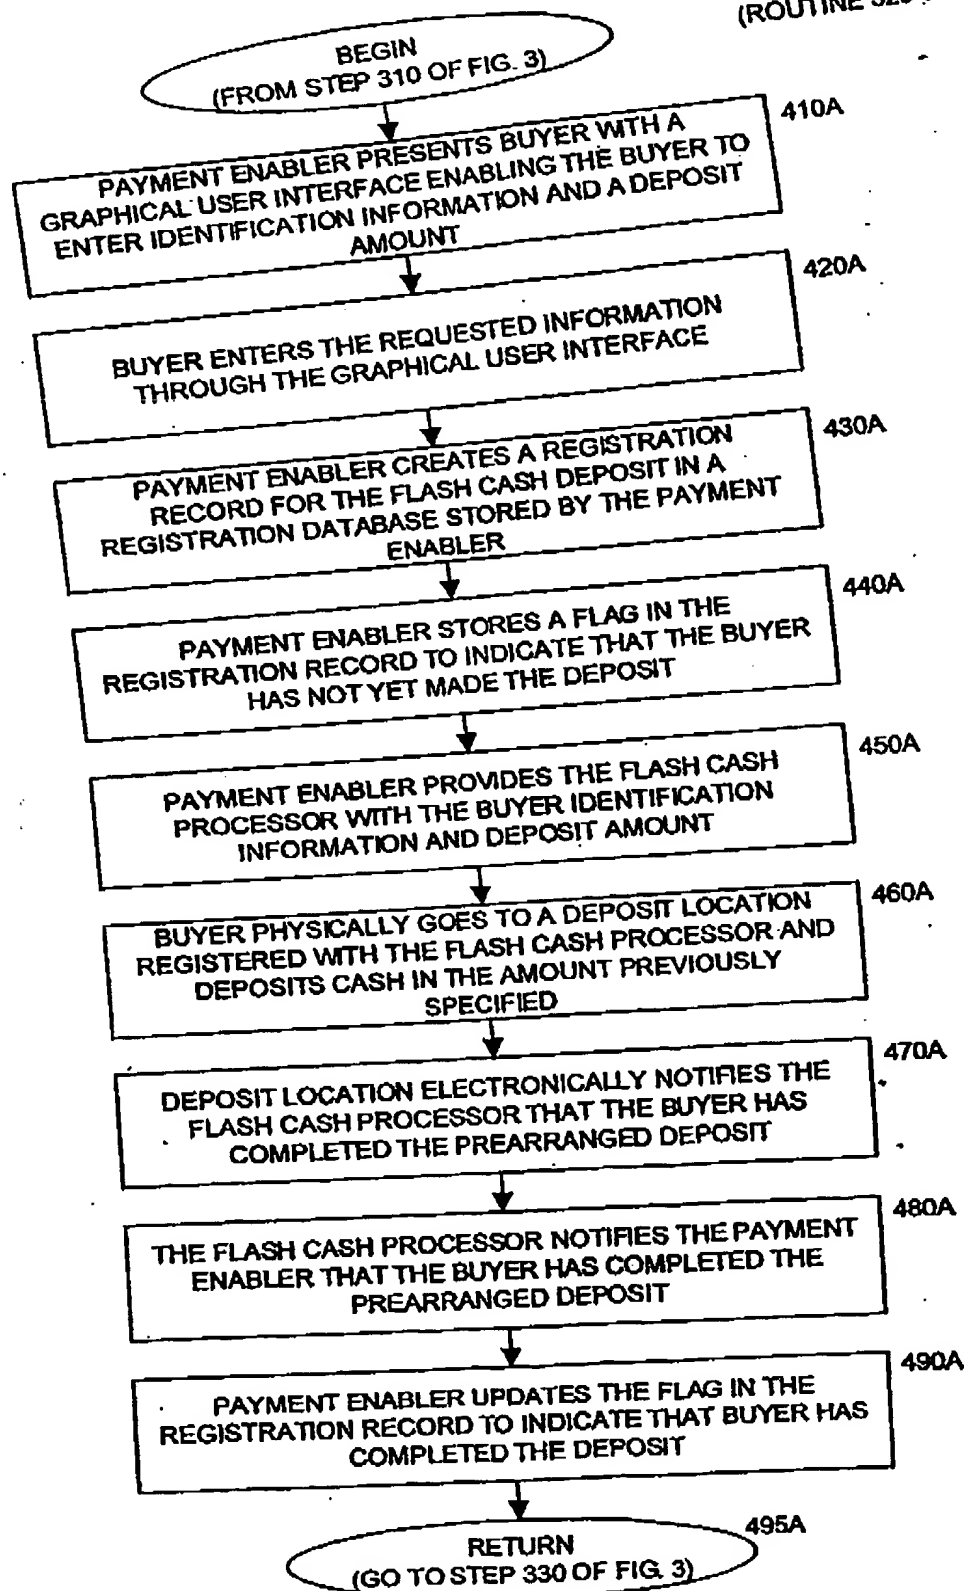 (ROUTINE
BEGIN
(FROM STEP 310 OF FIG. 3)
410A
PAYMENT ENABLER PRESENTS BUYER WITH A
GRAPHICAL USER INTERFACE ENABLING THE BUYER TO
ENTER IDENTIFICATION INFORMATION AND A DEPOSIT
AMOUNT
420A
BUYER ENTERS THE REQUESTED INFORMATION
THROUGH THE GRAPHICAL USER INTERFACE
430A
PAYMENT ENABLER CREATES A REGISTRATION
RECORD FOR THE FLASH CASH DEPOSIT IN A
REGISTRATION DATABASE STORED BY THE PAYMENT
ENABLER
440A
PAYMENT ENABLER STORES A FLAG IN THE
REGISTRATION RECORD TO INDICATE THAT THE BUYER
HAS NOT YET MADE THE DEPOSIT
450A
PAYMENT ENABLER PROVIDES THE FLASH CASH
PROCESSOR WITH THE BUYER IDENTIFICATION
INFORMATION AND DEPOSIT AMOUNT
460A
BUYER PHYSICALLY GOES TO A DEPOSIT LOCATION
REGISTERED WITH THE FLASH CASH PROCESSOR AND
DEPOSITS CASH IN THE AMOUNT PREVIOUSLY
SPECIFIED
470A
DEPOSIT LOCATION ELECTRONICALLY NOTIFIES THE
FLASH CASH PROCESSOR THAT THE BUYER HAS
COMPLETED THE PREARRANGED DEPOSIT
480A
THE FLASH CASH PROCESSOR NOTIFIES THE PAYMENT
ENABLER THAT THE BUYER HAS COMPLETED THE
PREARRANGED DEPOSIT
490A
PAYMENT ENABLER UPDATES THE FLAG IN THE
REGISTRATION RECORD TO INDICATE THAT BUYER HAS
COMPLETED THE DEPOSIT
495A
RETURN
(GO TO STEP 330 OF FIG. 3)